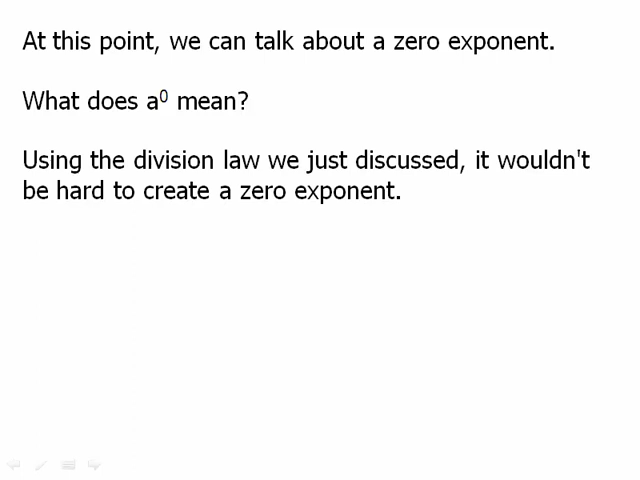 At this point, we can talk about a zero exponent.
What does a⁰ mean?
Using the division law we just discussed, it wouldn't
be hard to create a zero exponent.